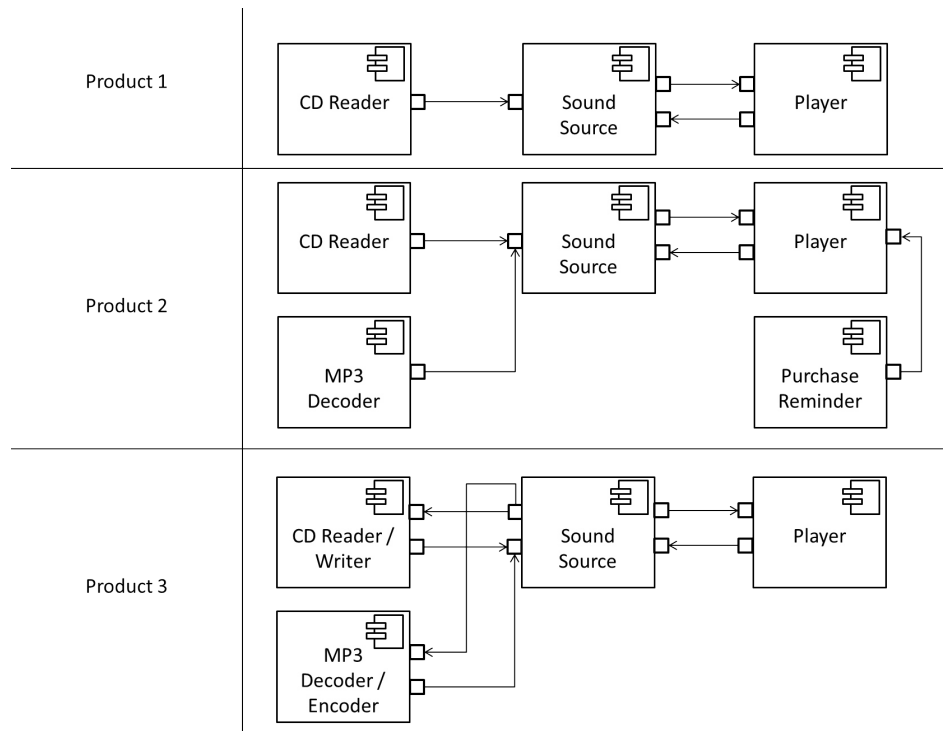 Product 1
CD Reader
Sound
Source
Player
Product 2
CD Reader
Sound
Source
Player
MP3
Decoder
Purchase
Reminder
Product 3
CD Reader /
Writer
Sound
Source
Player
MP3
Decoder /
Encoder